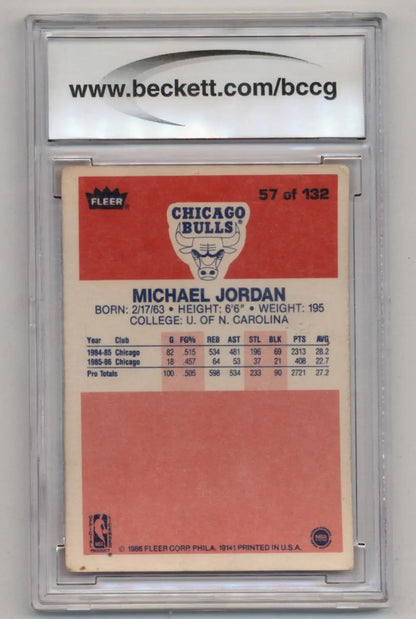 www.beckett.com/bccg
FLEER
57 of 132
CHICAGO
BULLS
MICHAEL JORDAN
BORN: 2/17/63 • HEIGHT: 6'6" • WEIGHT: 195
COLLEGE: U. OF N. CAROLINA
Year Club G FG% REB AST STL BLK PTS AVG
1994-85 Chicago 82 .515 534 481 196 69 2313 28.2
1985-86 Chicago 18 .457 64 53 37 21 408 22.7
Pro Totals 100 .505 598 534 233 90 2721 27.2
NBA
PRODUCT
© 1986 FLEER CORP. PHILA. 19141 PRINTED IN U.S.A.